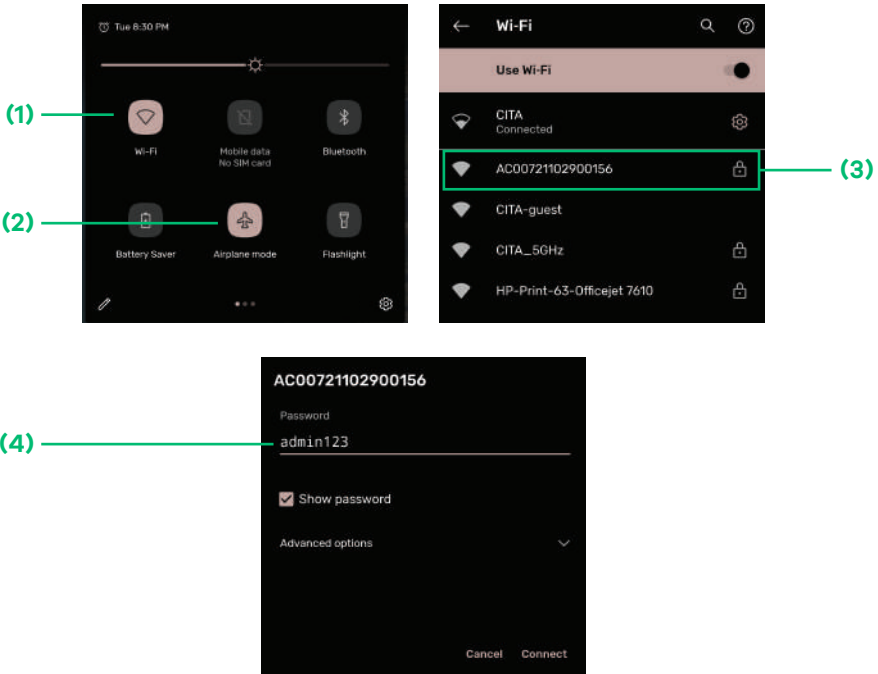 Tue 8:30 PM
(1)
Wi-Fi
Mobile data
No SIM card
Bluetooth
(2)
Battery Saver
Airplane mode
Flashlight
Wi-Fi
Use Wi-Fi
CITA
Connected
AC00721102900156
(3)
CITA-guest
CITA_5GHz
HP-Print-63-Officejet 7610
AC00721102900156
Password
(4)
admin123
Show password
Advanced options
Cancel Connect